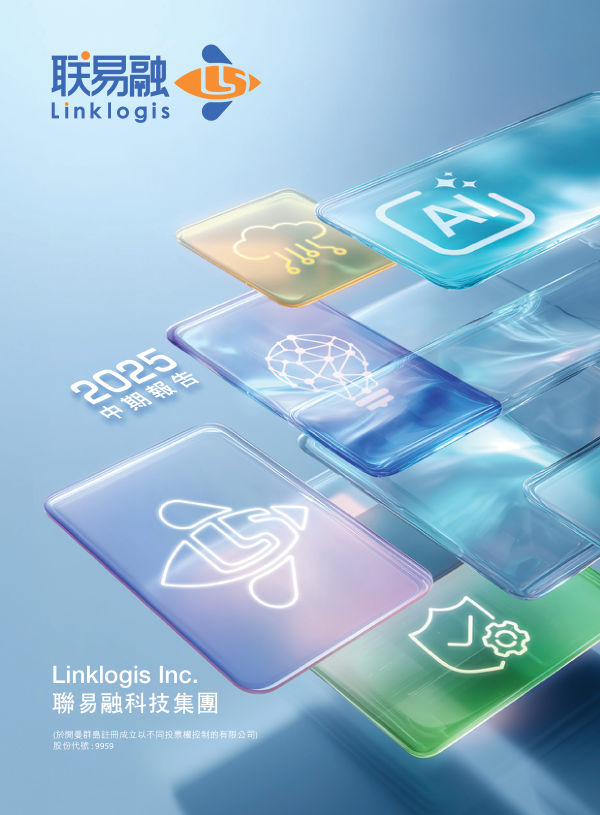 联易融 LS
Linklogis
AI
2025
中期報告
LS
Linklogis Inc.
聯易融科技集團
(於開曼群島註冊成立以不同投票權控制的有限公司)
股份代號 : 9959